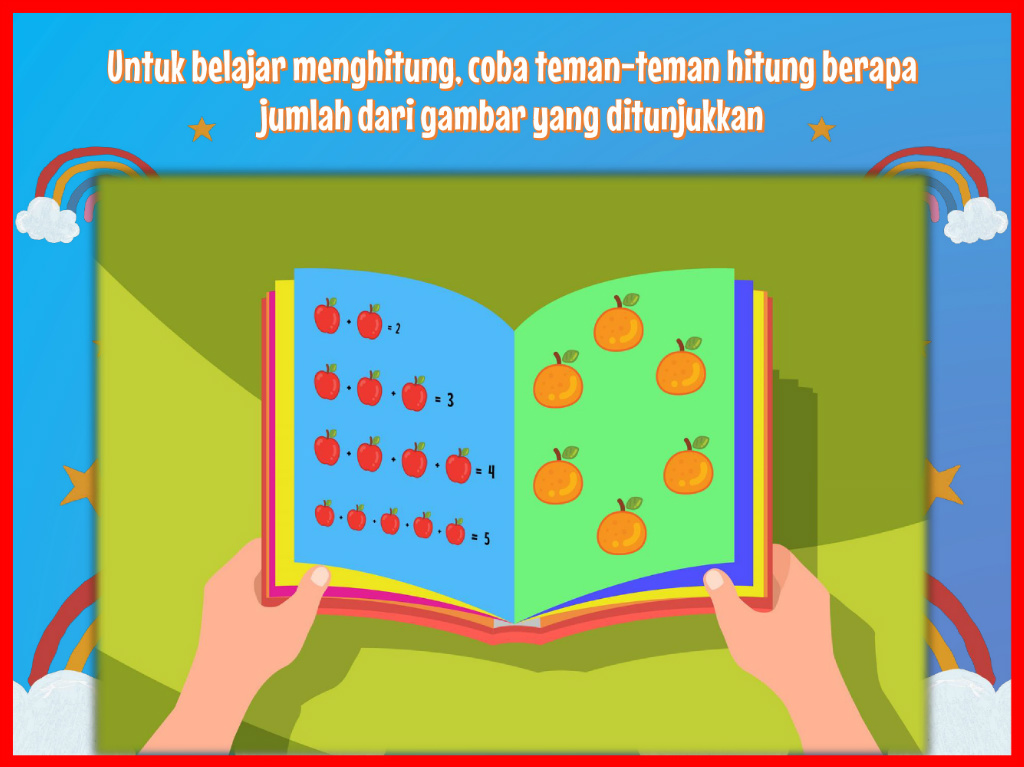 Untuk belajar menghitung, coba teman-teman hitung berapa
jumlah dari gambar yang ditunjukkan
+ = 2
+ + = 3
+ + + = 4
+ + + + = 5